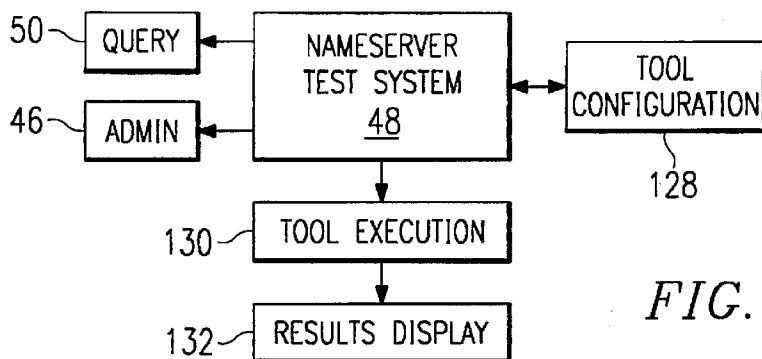 50
QUERY
46
ADMIN
NAMESERVER
TEST SYSTEM
48
TOOL
CONFIGURATION
128
130
TOOL EXECUTION
132
RESULTS DISPLAY
FIG.